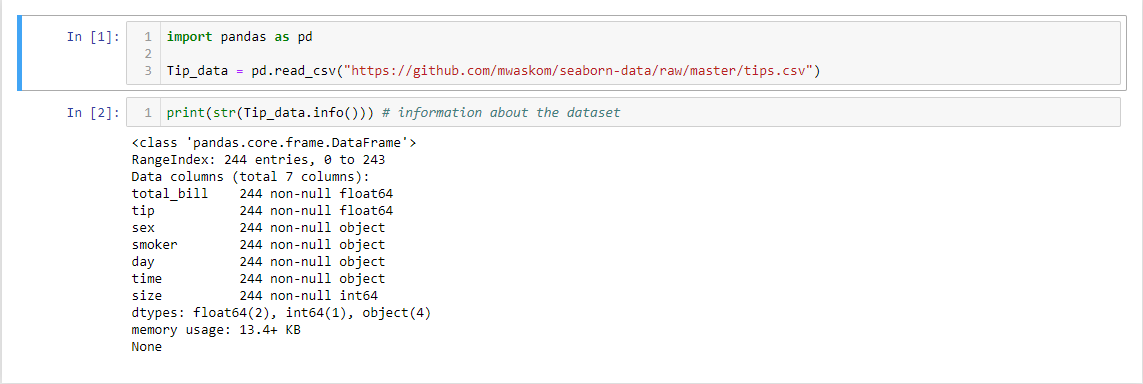 In [1]: 1 import pandas as pd
2
3 Tip_data = pd.read_csv("https://github.com/mwaskom/seaborn-data/raw/master/tips.csv")
In [2]: 1 print(str(Tip_data.info())) # information about the dataset
<class 'pandas.core.frame.DataFrame'>
RangeIndex: 244 entries, 0 to 243
Data columns (total 7 columns):
total_bill    244 non-null float64
tip           244 non-null float64
sex           244 non-null object
smoker        244 non-null object
day           244 non-null object
time          244 non-null object
size          244 non-null int64
dtypes: float64(2), int64(1), object(4)
memory usage: 13.4+ KB
None